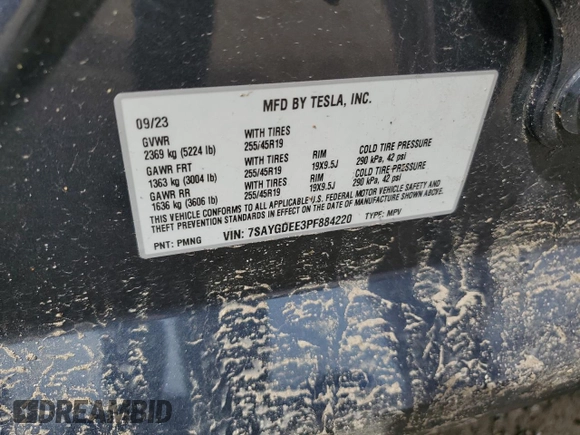 MFD BY TESLA, INC.
09/23
GVWR WITH TIRES
2369 kg (5224 lb) 255/45R19 RIM COLD TIRE PRESSURE
GAWR FRT WITH TIRES 19X9.5J 290 kPa, 42 psi
1363 kg (3004 lb) 255/45R19 RIM COLD TIRE PRESSURE
GAWR RR WITH TIRES 19X9.5J 290 kPa, 42 psi
1636 kg (3606 lb) 255/45R19
THIS VEHICLE CONFORMS TO ALL APPLICABLE U.S. FEDERAL MOTOR VEHICLE SAFETY AND
THEFT PREVENTION STANDARDS IN EFFECT ON THE DATE OF MANUFACTURE SHOWN ABOVE.
PNT: PMNG VIN: 7SAYGDEE3PF884220 TYPE: MPV
DREAMBID